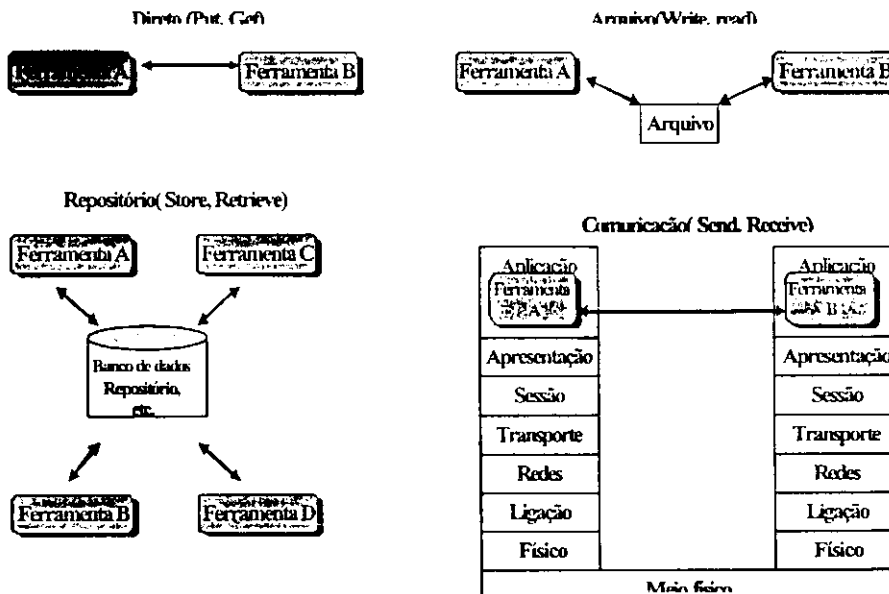 Direto (Put, Get)
Ferramenta A
Ferramenta B
Arquivo(Write, read)
Ferramenta A
Ferramenta B
Arquivo
Repositório( Store, Retrieve)
Ferramenta A
Ferramenta C
Banco de dados
Repositório,
etc.
Ferramenta B
Ferramenta D
Comunicação( Send, Receive)
Aplicação
Ferramenta
A
Apresentação
Sessão
Transporte
Redes
Ligação
Físico
Aplicação
Ferramenta
B
Apresentação
Sessão
Transporte
Redes
Ligação
Físico
Meio físico